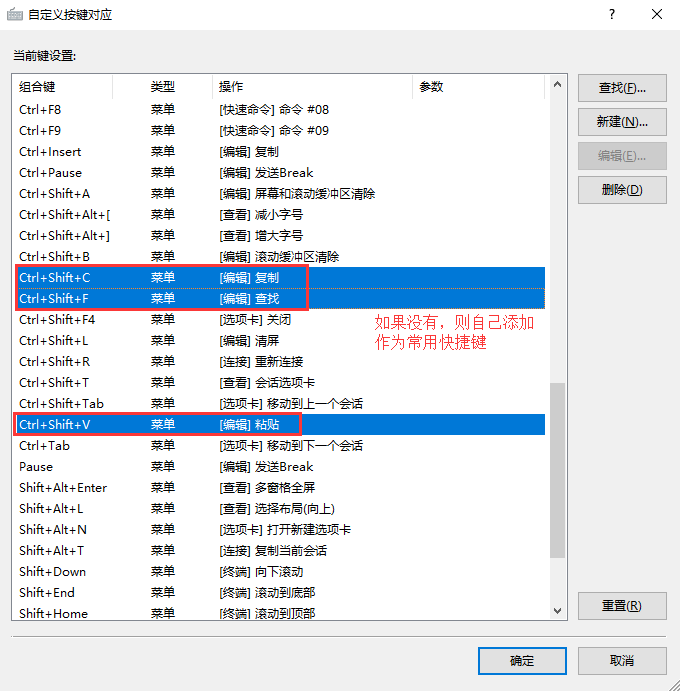 自定义按键对应
当前键设置:
组合键 类型 操作 参数
Ctrl+F8 菜单 [快速命令] 命令 #08
Ctrl+F9 菜单 [快速命令] 命令 #09
Ctrl+Insert 菜单 [编辑] 复制
Ctrl+Pause 菜单 [编辑] 发送Break
Ctrl+Shift+A 菜单 [编辑] 屏幕和滚动缓冲区清除
Ctrl+Shift+Alt+[ 菜单 [查看] 减小字号
Ctrl+Shift+Alt+] 菜单 [查看] 增大字号
Ctrl+Shift+B 菜单 [编辑] 滚动缓冲区清除
Ctrl+Shift+C 菜单 [编辑] 复制
Ctrl+Shift+F 菜单 [编辑] 查找
Ctrl+Shift+F4 菜单 [选项卡] 关闭
Ctrl+Shift+L 菜单 [编辑] 清屏
Ctrl+Shift+R 菜单 [连接] 重新连接
Ctrl+Shift+T 菜单 [查看] 会话选项卡
Ctrl+Shift+Tab 菜单 [选项卡] 移动到上一个会话
Ctrl+Shift+V 菜单 [编辑] 粘贴
Ctrl+Tab 菜单 [选项卡] 移动到下一个会话
Pause 菜单 [编辑] 发送Break
Shift+Alt+Enter 菜单 [查看] 多窗格全屏
Shift+Alt+L 菜单 [查看] 选择布局(向上)
Shift+Alt+N 菜单 [选项卡] 打开新建选项卡
Shift+Alt+T 菜单 [连接] 复制当前会话
Shift+Down 菜单 [终端] 向下滚动
Shift+End 菜单 [终端] 滚动到底部
Shift+Home 菜单 [终端] 滚动到顶部
如果没有，则自己添加
作为常用快捷键
查找(F)...
新建(N)...
编辑(E)...
删除(D)
重置(R)
确定 取消